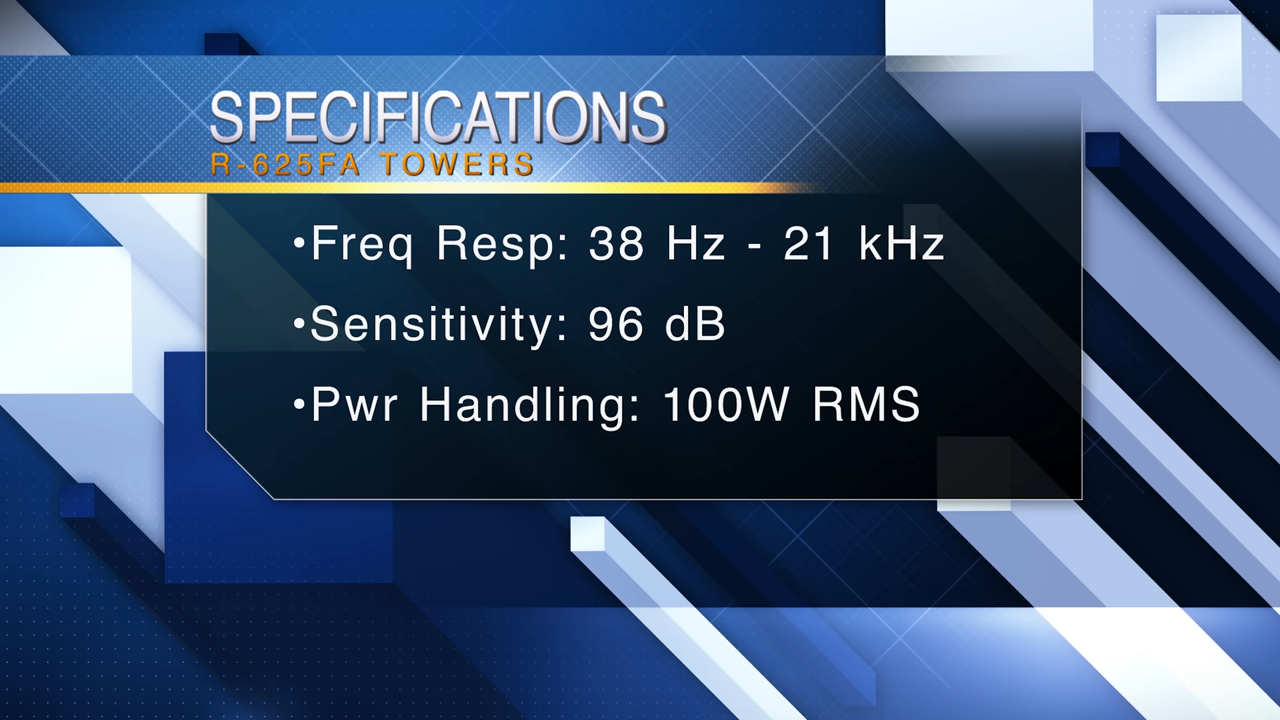 SPECIFICATIONS
R-625FA TOWERS
•Freq Resp: 38 Hz - 21 kHz
•Sensitivity: 96 dB
•Pwr Handling: 100W RMS